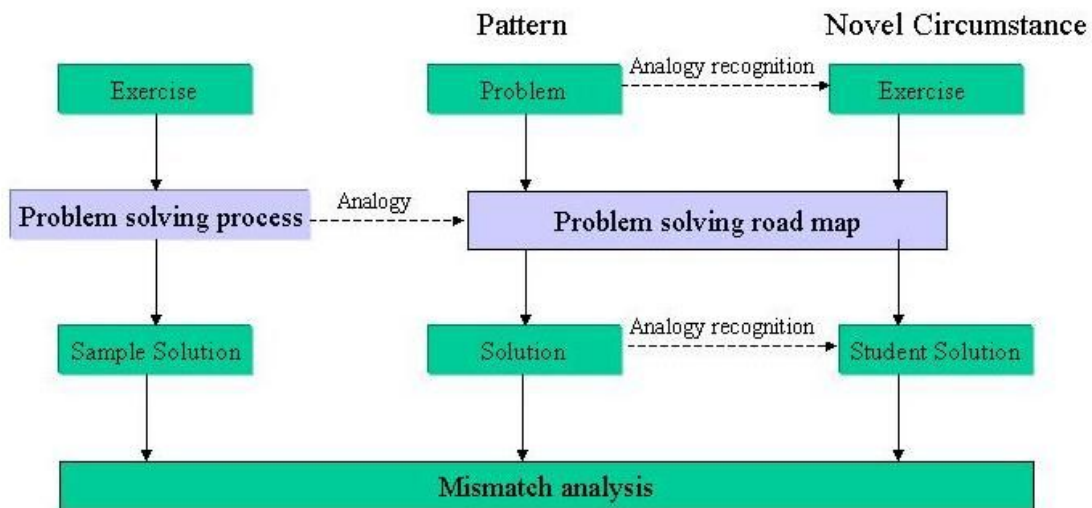 Pattern
Novel Circumstance
Exercise
Problem
Analogy recognition
Exercise
Problem solving process
Analogy
Problem solving road map
Sample Solution
Solution
Analogy recognition
Student Solution
Mismatch analysis